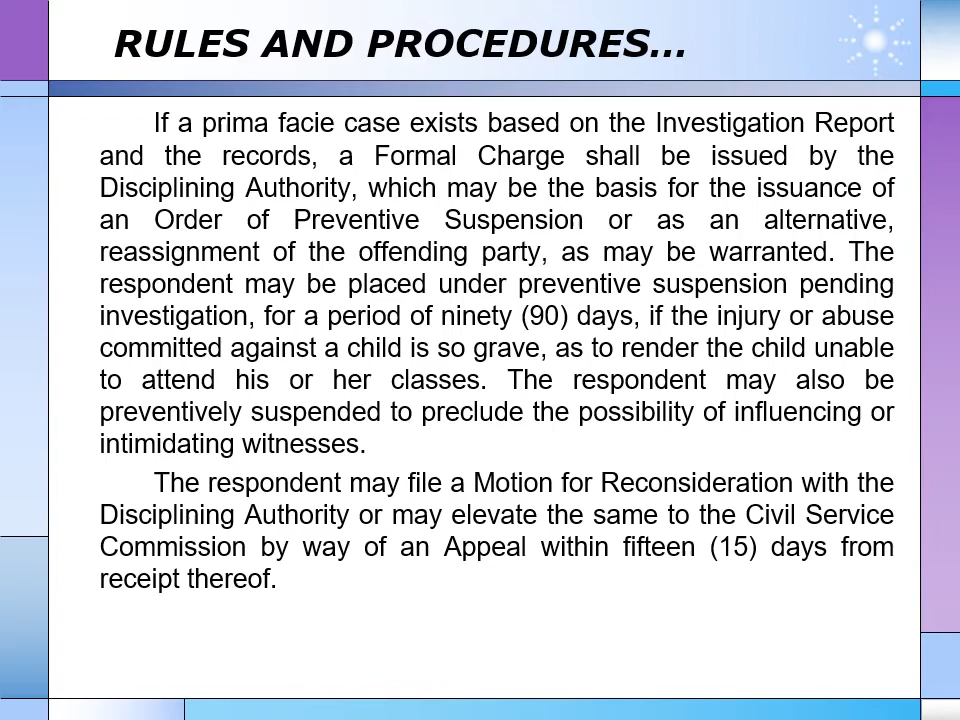 RULES AND PROCEDURES…
If a prima facie case exists based on the Investigation Report
and the records, a Formal Charge shall be issued by the
Disciplining Authority, which may be the basis for the issuance of
an Order of Preventive Suspension or as an alternative,
reassignment of the offending party, as may be warranted. The
respondent may be placed under preventive suspension pending
investigation, for a period of ninety (90) days, if the injury or abuse
committed against a child is so grave, as to render the child unable
to attend his or her classes. The respondent may also be
preventively suspended to preclude the possibility of influencing or
intimidating witnesses.
The respondent may file a Motion for Reconsideration with the
Disciplining Authority or may elevate the same to the Civil Service
Commission by way of an Appeal within fifteen (15) days from
receipt thereof.